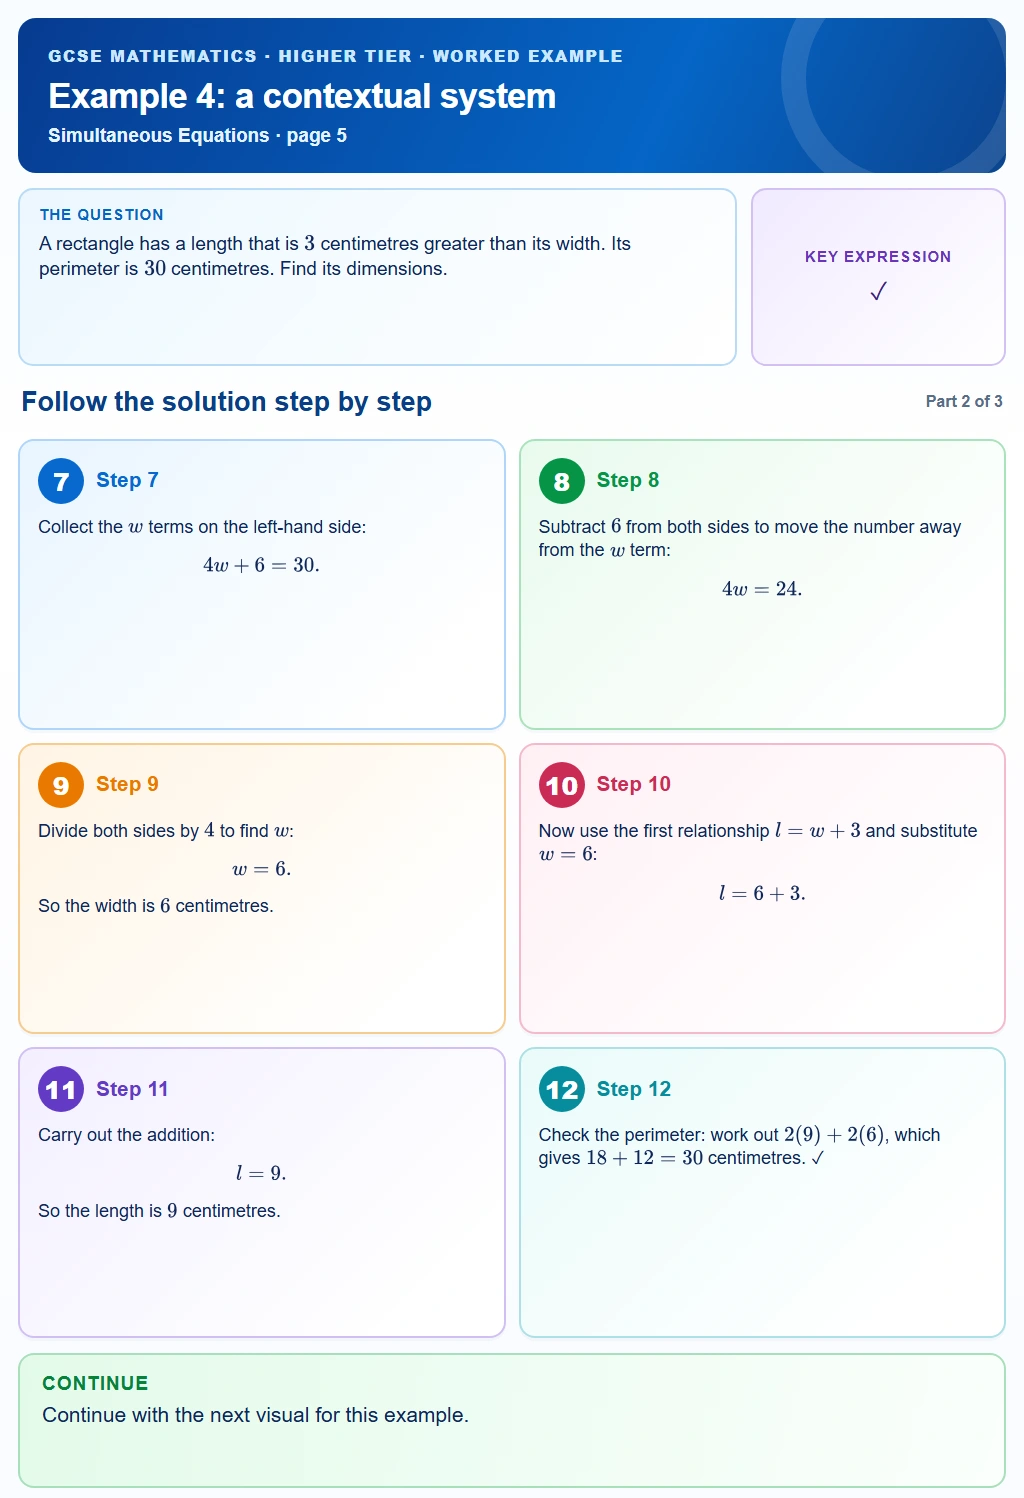 GCSE MATHEMATICS · HIGHER TIER · WORKED EXAMPLE
Example 4: a contextual system
Simultaneous Equations · page 5
THE QUESTION
A rectangle has a length that is 3 centimetres greater than its width. Its
perimeter is 30 centimetres. Find its dimensions.
KEY EXPRESSION
✓
Follow the solution step by step
Part 2 of 3
7 Step 7
Collect the w terms on the left-hand side:
4w + 6 = 30.
8 Step 8
Subtract 6 from both sides to move the number away
from the w term:
4w = 24.
9 Step 9
Divide both sides by 4 to find w:
w = 6.
So the width is 6 centimetres.
10 Step 10
Now use the first relationship l = w + 3 and substitute
w = 6:
l = 6 + 3.
11 Step 11
Carry out the addition:
l = 9.
So the length is 9 centimetres.
12 Step 12
Check the perimeter: work out 2(9) + 2(6), which
gives 18 + 12 = 30 centimetres. ✓
CONTINUE
Continue with the next visual for this example.